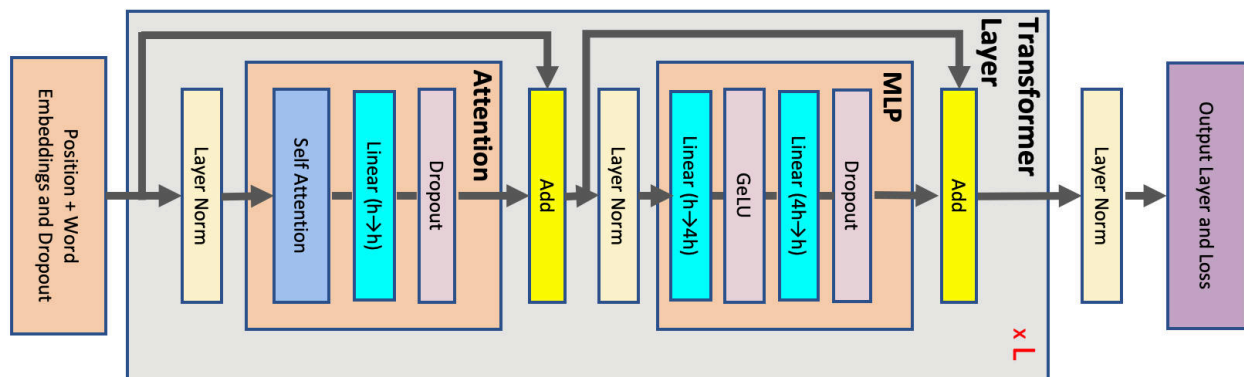 Position + Word
Embeddings and Dropout
Layer Norm
Self Attention
Linear (h→h)
Dropout
Attention
Add
Layer Norm
Linear (h→4h)
GeLU
Linear (4h→h)
Dropout
MLP
Add
Transformer
Layer
x L
Layer Norm
Output Layer and Loss